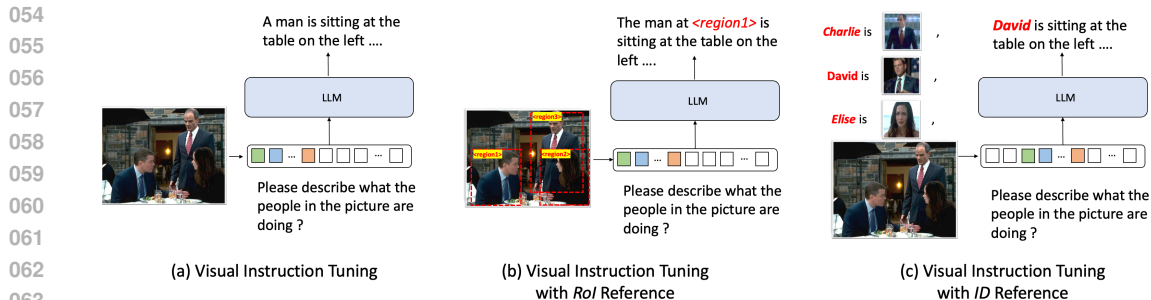 054
055
056
057
058
059
060
061
062
A man is sitting at the
table on the left ....
LLM
...
...
Please describe what the
people in the picture are
doing ?
(a) Visual Instruction Tuning
The man at <region1> is
sitting at the table on the
left ....
LLM
<region3>
<region1>
<region2>
...
...
Please describe what the
people in the picture are
doing ?
(b) Visual Instruction Tuning
with RoI Reference
Charlie is ,
David is ,
Elise is ,
David is sitting at the
table on the left ....
LLM
...
...
Please describe what the
people in the picture are
doing ?
(c) Visual Instruction Tuning
with ID Reference